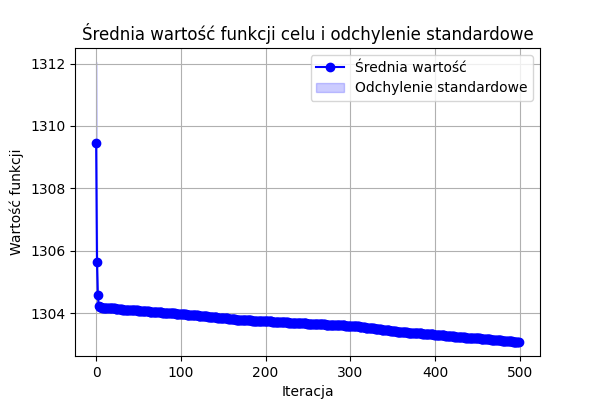 Średnia wartość funkcji celu i odchylenie standardowe
Średnia wartość
Odchylenie standardowe
Wartość funkcji
1312
1310
1308
1306
1304
0 100 200 300 400 500
Iteracja